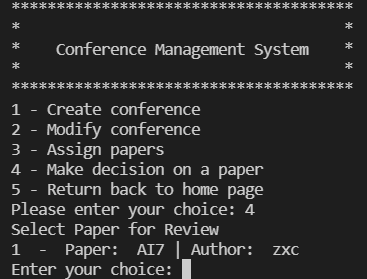 ***********************************
*                                 *
*    Conference Management System   *
*                                 *
***********************************
1 - Create conference
2 - Modify conference
3 - Assign papers
4 - Make decision on a paper
5 - Return back to home page
Please enter your choice: 4
Select Paper for Review
1  -  Paper:  AI7 | Author:  zxc
Enter your choice: